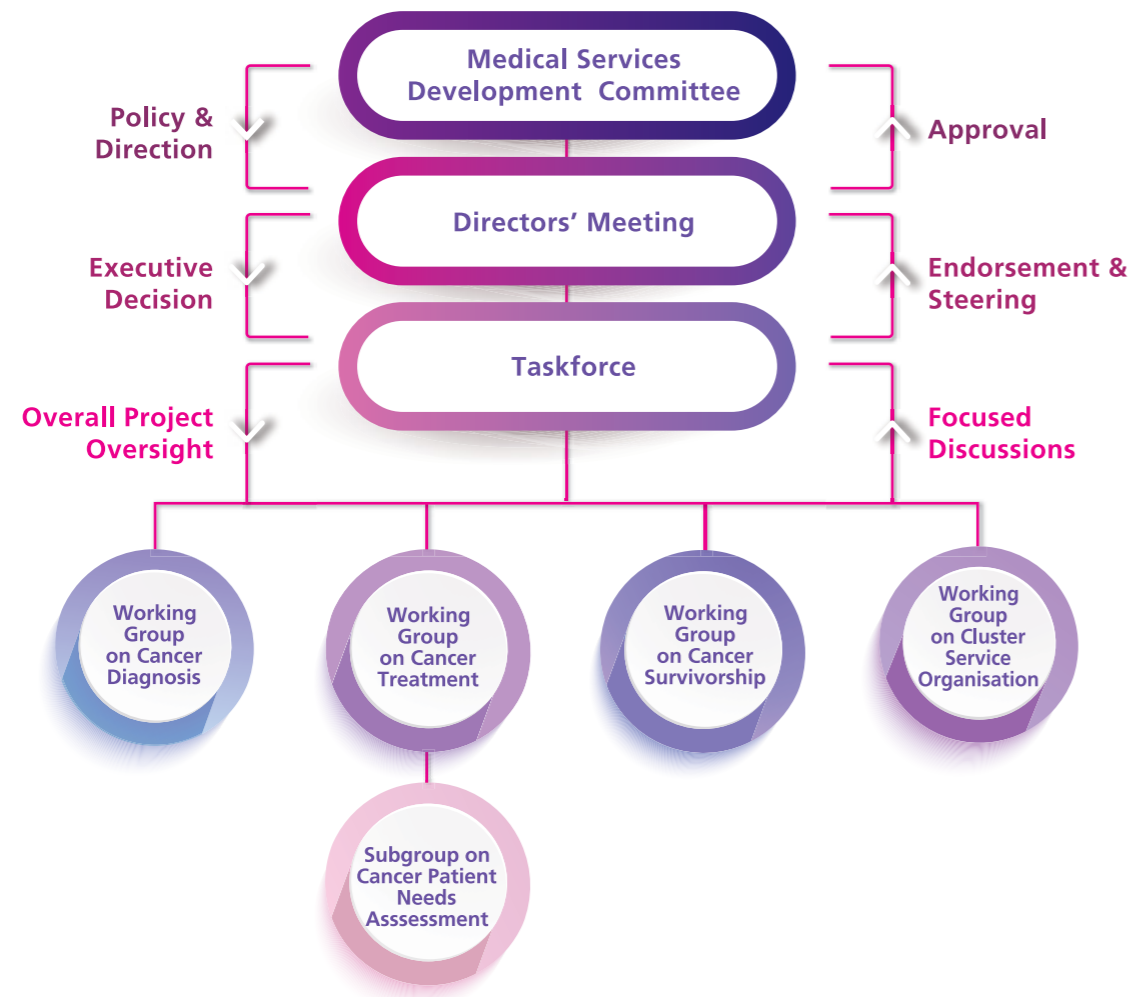 Medical Services
Development Committee
Policy &
Direction
Approval
Directors’ Meeting
Executive
Decision
Endorsement &
Steering
Taskforce
Overall Project
Oversight
Focused
Discussions
Working
Group
on Cancer
Diagnosis
Working
Group
on Cancer
Treatment
Working
Group
on Cancer
Survivorship
Working
Group
on Cluster
Service
Organisation
Subgroup on
Cancer Patient
Needs
Asssessment